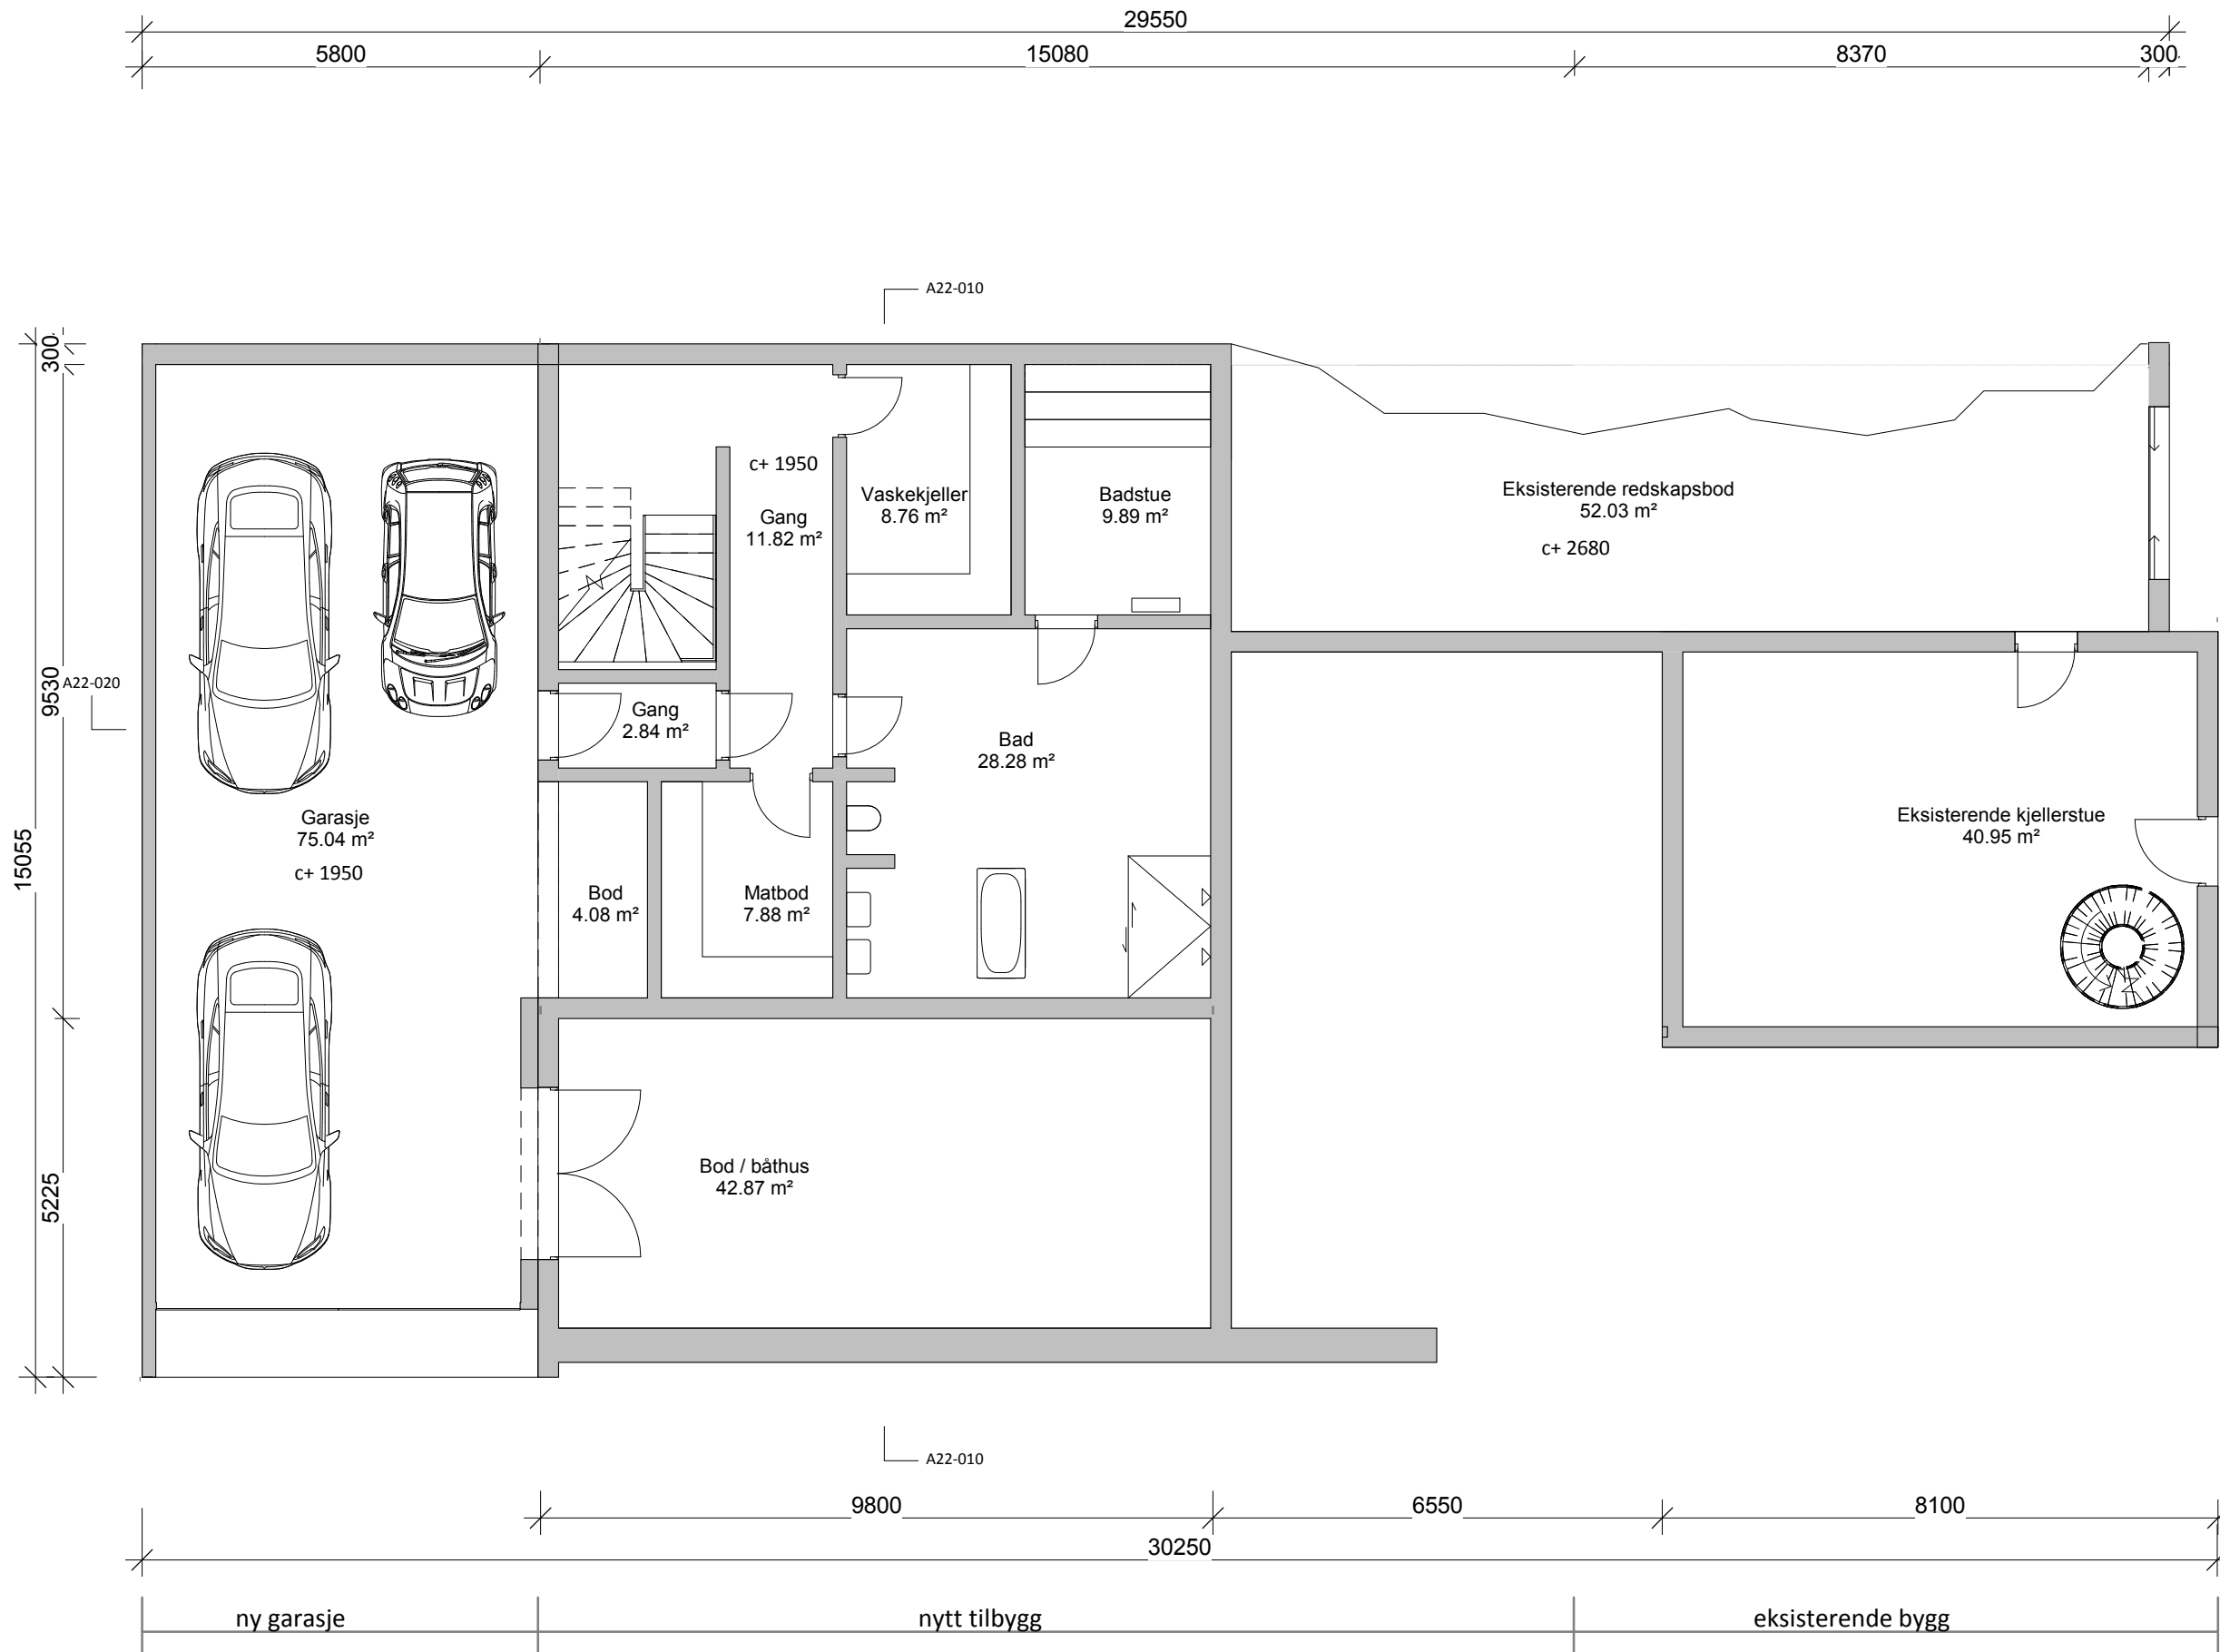 29550
5800
15080
8370
300
A22-010
300
c+ 1950
Vaskekjeller
8.76 m²
Badstue
9.89 m²
Eksisterende redskapsbod
52.03 m²
c+ 2680
Gang
11.82 m²
9530
A22-020
Gang
2.84 m²
Bad
28.28 m²
Garasje
75.04 m²
c+ 1950
Eksisterende kjellerstue
40.95 m²
15055
Bod
4.08 m²
Matbod
7.88 m²
5225
Bod / båthus
42.87 m²
A22-010
9800
6550
8100
30250
ny garasje
nytt tilbygg
eksisterende bygg